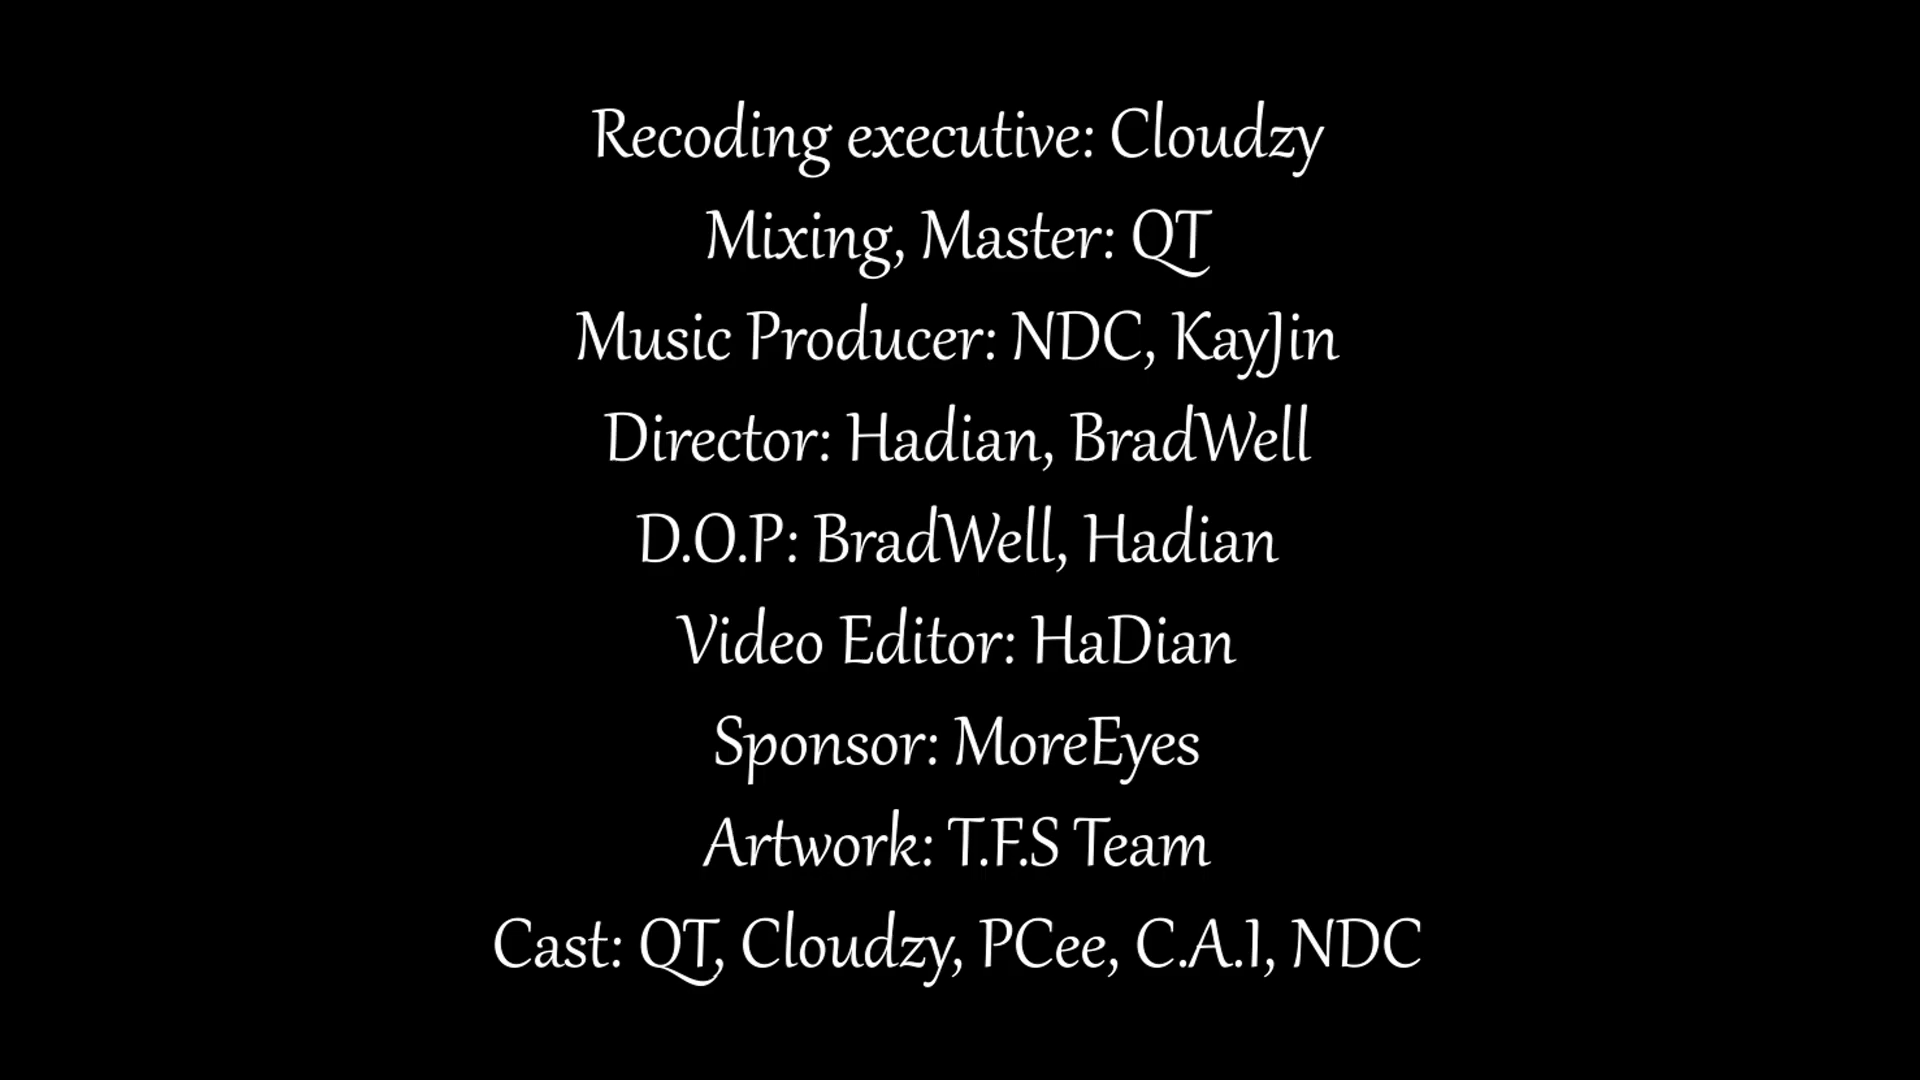 Recoding executive: Cloudzy
Mixing, Master: QT
Music Producer: NDC, KayJin
Director: Hadian, BradWell
D.O.P: BradWell, Hadian
Video Editor: HaDian
Sponsor: MoreEyes
Artwork: T.F.S Team
Cast: QT, Cloudzy, PCee, C.A.I, NDC